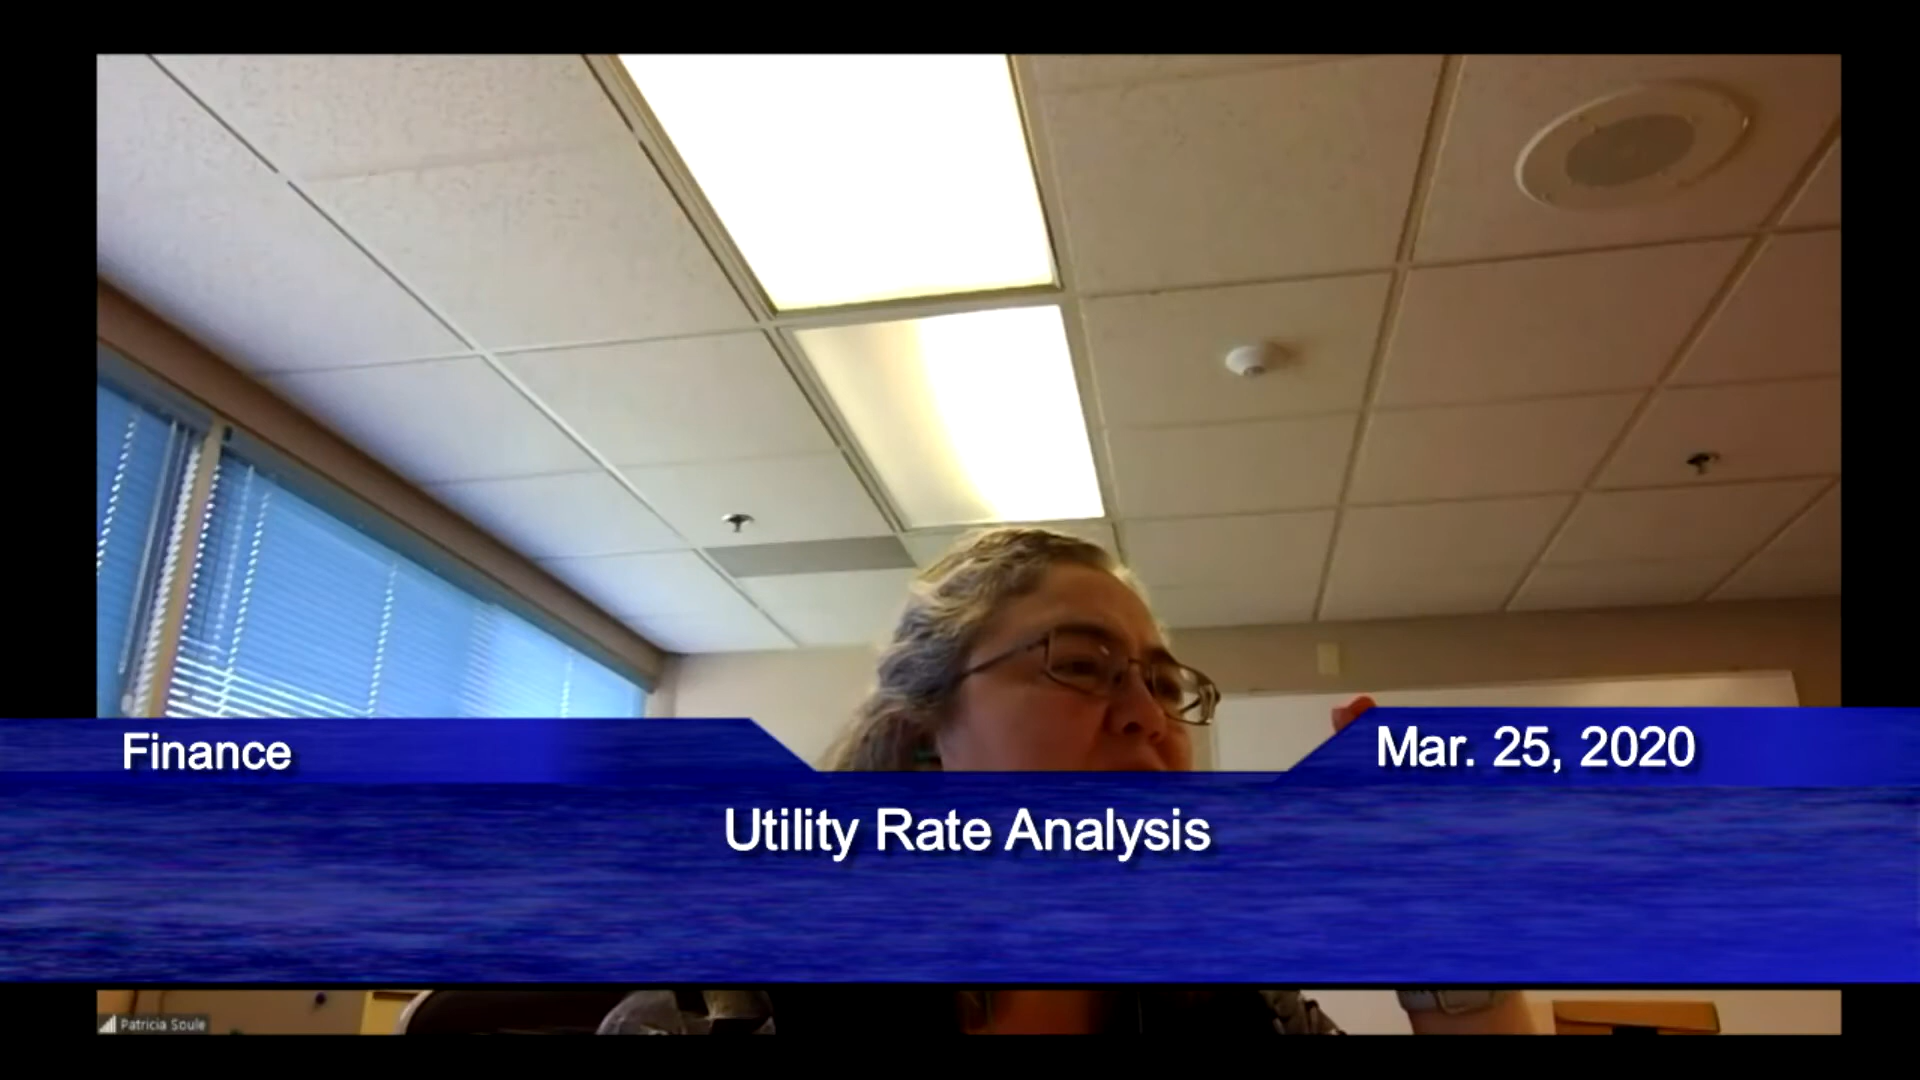 Finance
Mar. 25, 2020
Utility Rate Analysis
Patricia Soule